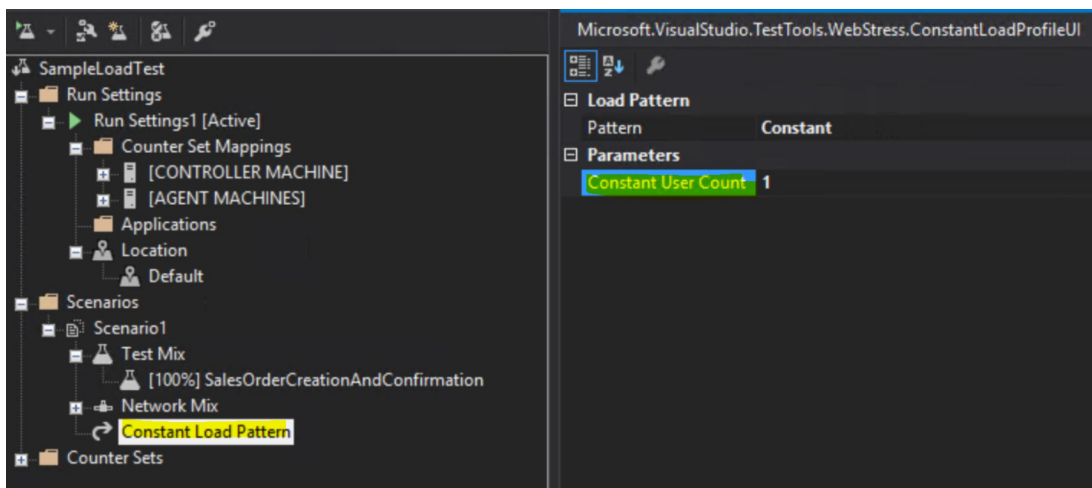 SampleLoadTest
Run Settings
Run Settings1 [Active]
Counter Set Mappings
[CONTROLLER MACHINE]
[AGENT MACHINES]
Applications
Location
Default
Scenarios
Scenario1
Test Mix
[100%] SalesOrderCreationAndConfirmation
Network Mix
Constant Load Pattern
Counter Sets
Microsoft.VisualStudio.TestTools.WebStress.ConstantLoadProfileUI
Load Pattern
Pattern Constant
Parameters
Constant User Count 1